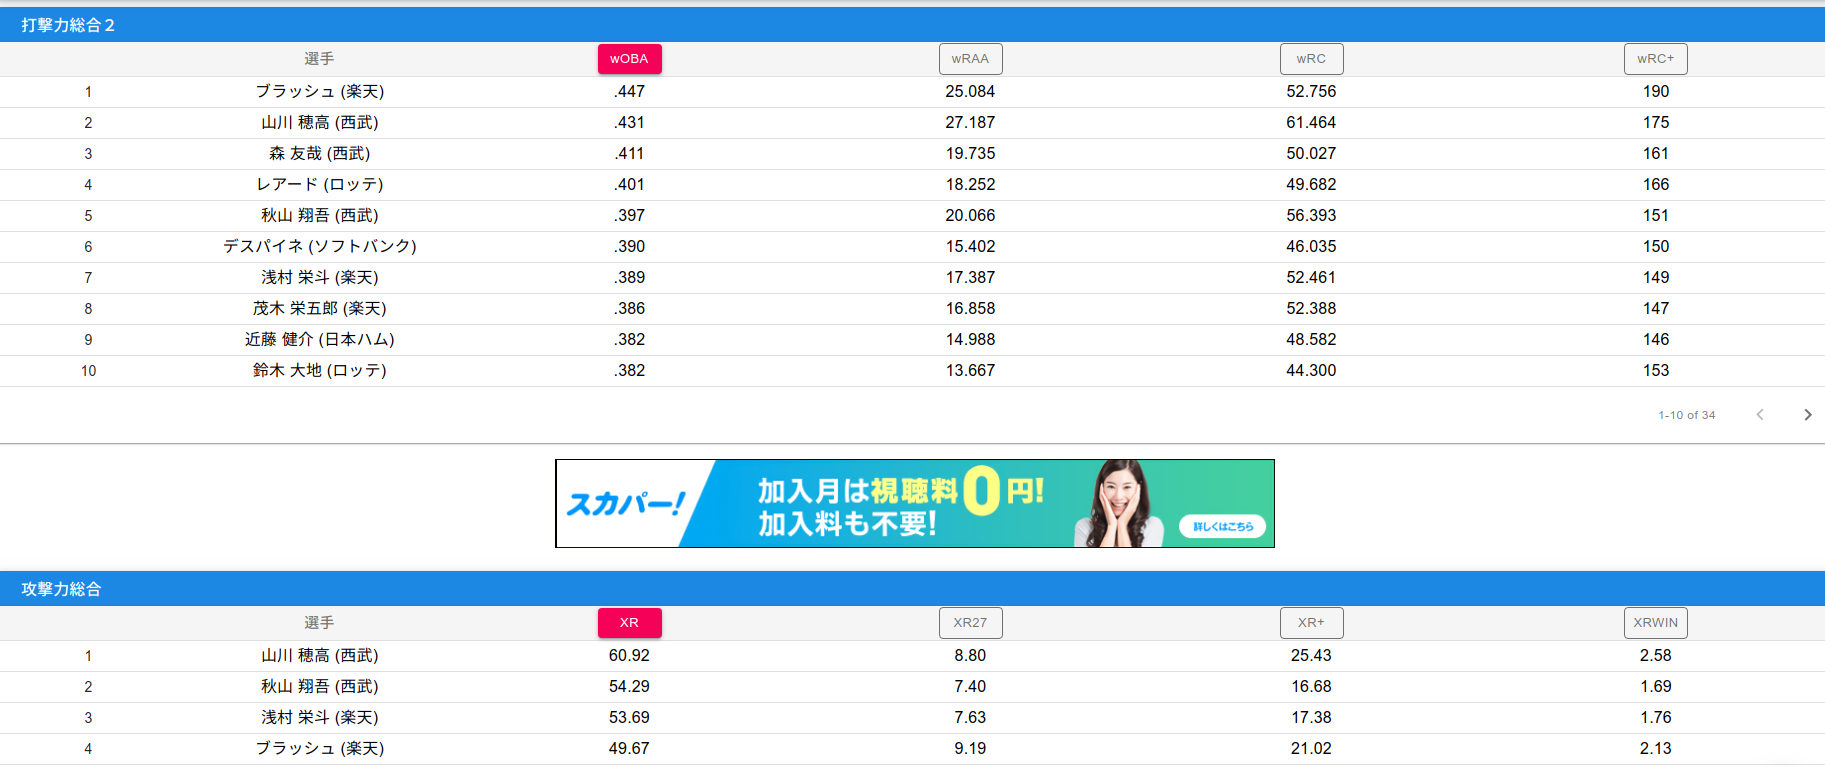 打撃力総合２
選手 wOBA wRAA wRC wRC+
1 ブラッシュ (楽天) .447 25.084 52.756 190
2 山川 穂高 (西武) .431 27.187 61.464 175
3 森 友哉 (西武) .411 19.735 50.027 161
4 レアード (ロッテ) .401 18.252 49.682 166
5 秋山 翔吾 (西武) .397 20.066 56.393 151
6 デスパイネ (ソフトバンク) .390 15.402 46.035 150
7 浅村 栄斗 (楽天) .389 17.387 52.461 149
8 茂木 栄五郎 (楽天) .386 16.858 52.388 147
9 近藤 健介 (日本ハム) .382 14.988 48.582 146
10 鈴木 大地 (ロッテ) .382 13.667 44.300 153
1-10 of 34
スカパー!
加入月は視聴料0円!
加入料も不要!
詳しくはこちら
攻撃力総合
選手 XR XR27 XR+ XRWIN
1 山川 穂高 (西武) 60.92 8.80 25.43 2.58
2 秋山 翔吾 (西武) 54.29 7.40 16.68 1.69
3 浅村 栄斗 (楽天) 53.69 7.63 17.38 1.76
4 ブラッシュ (楽天) 49.67 9.19 21.02 2.13